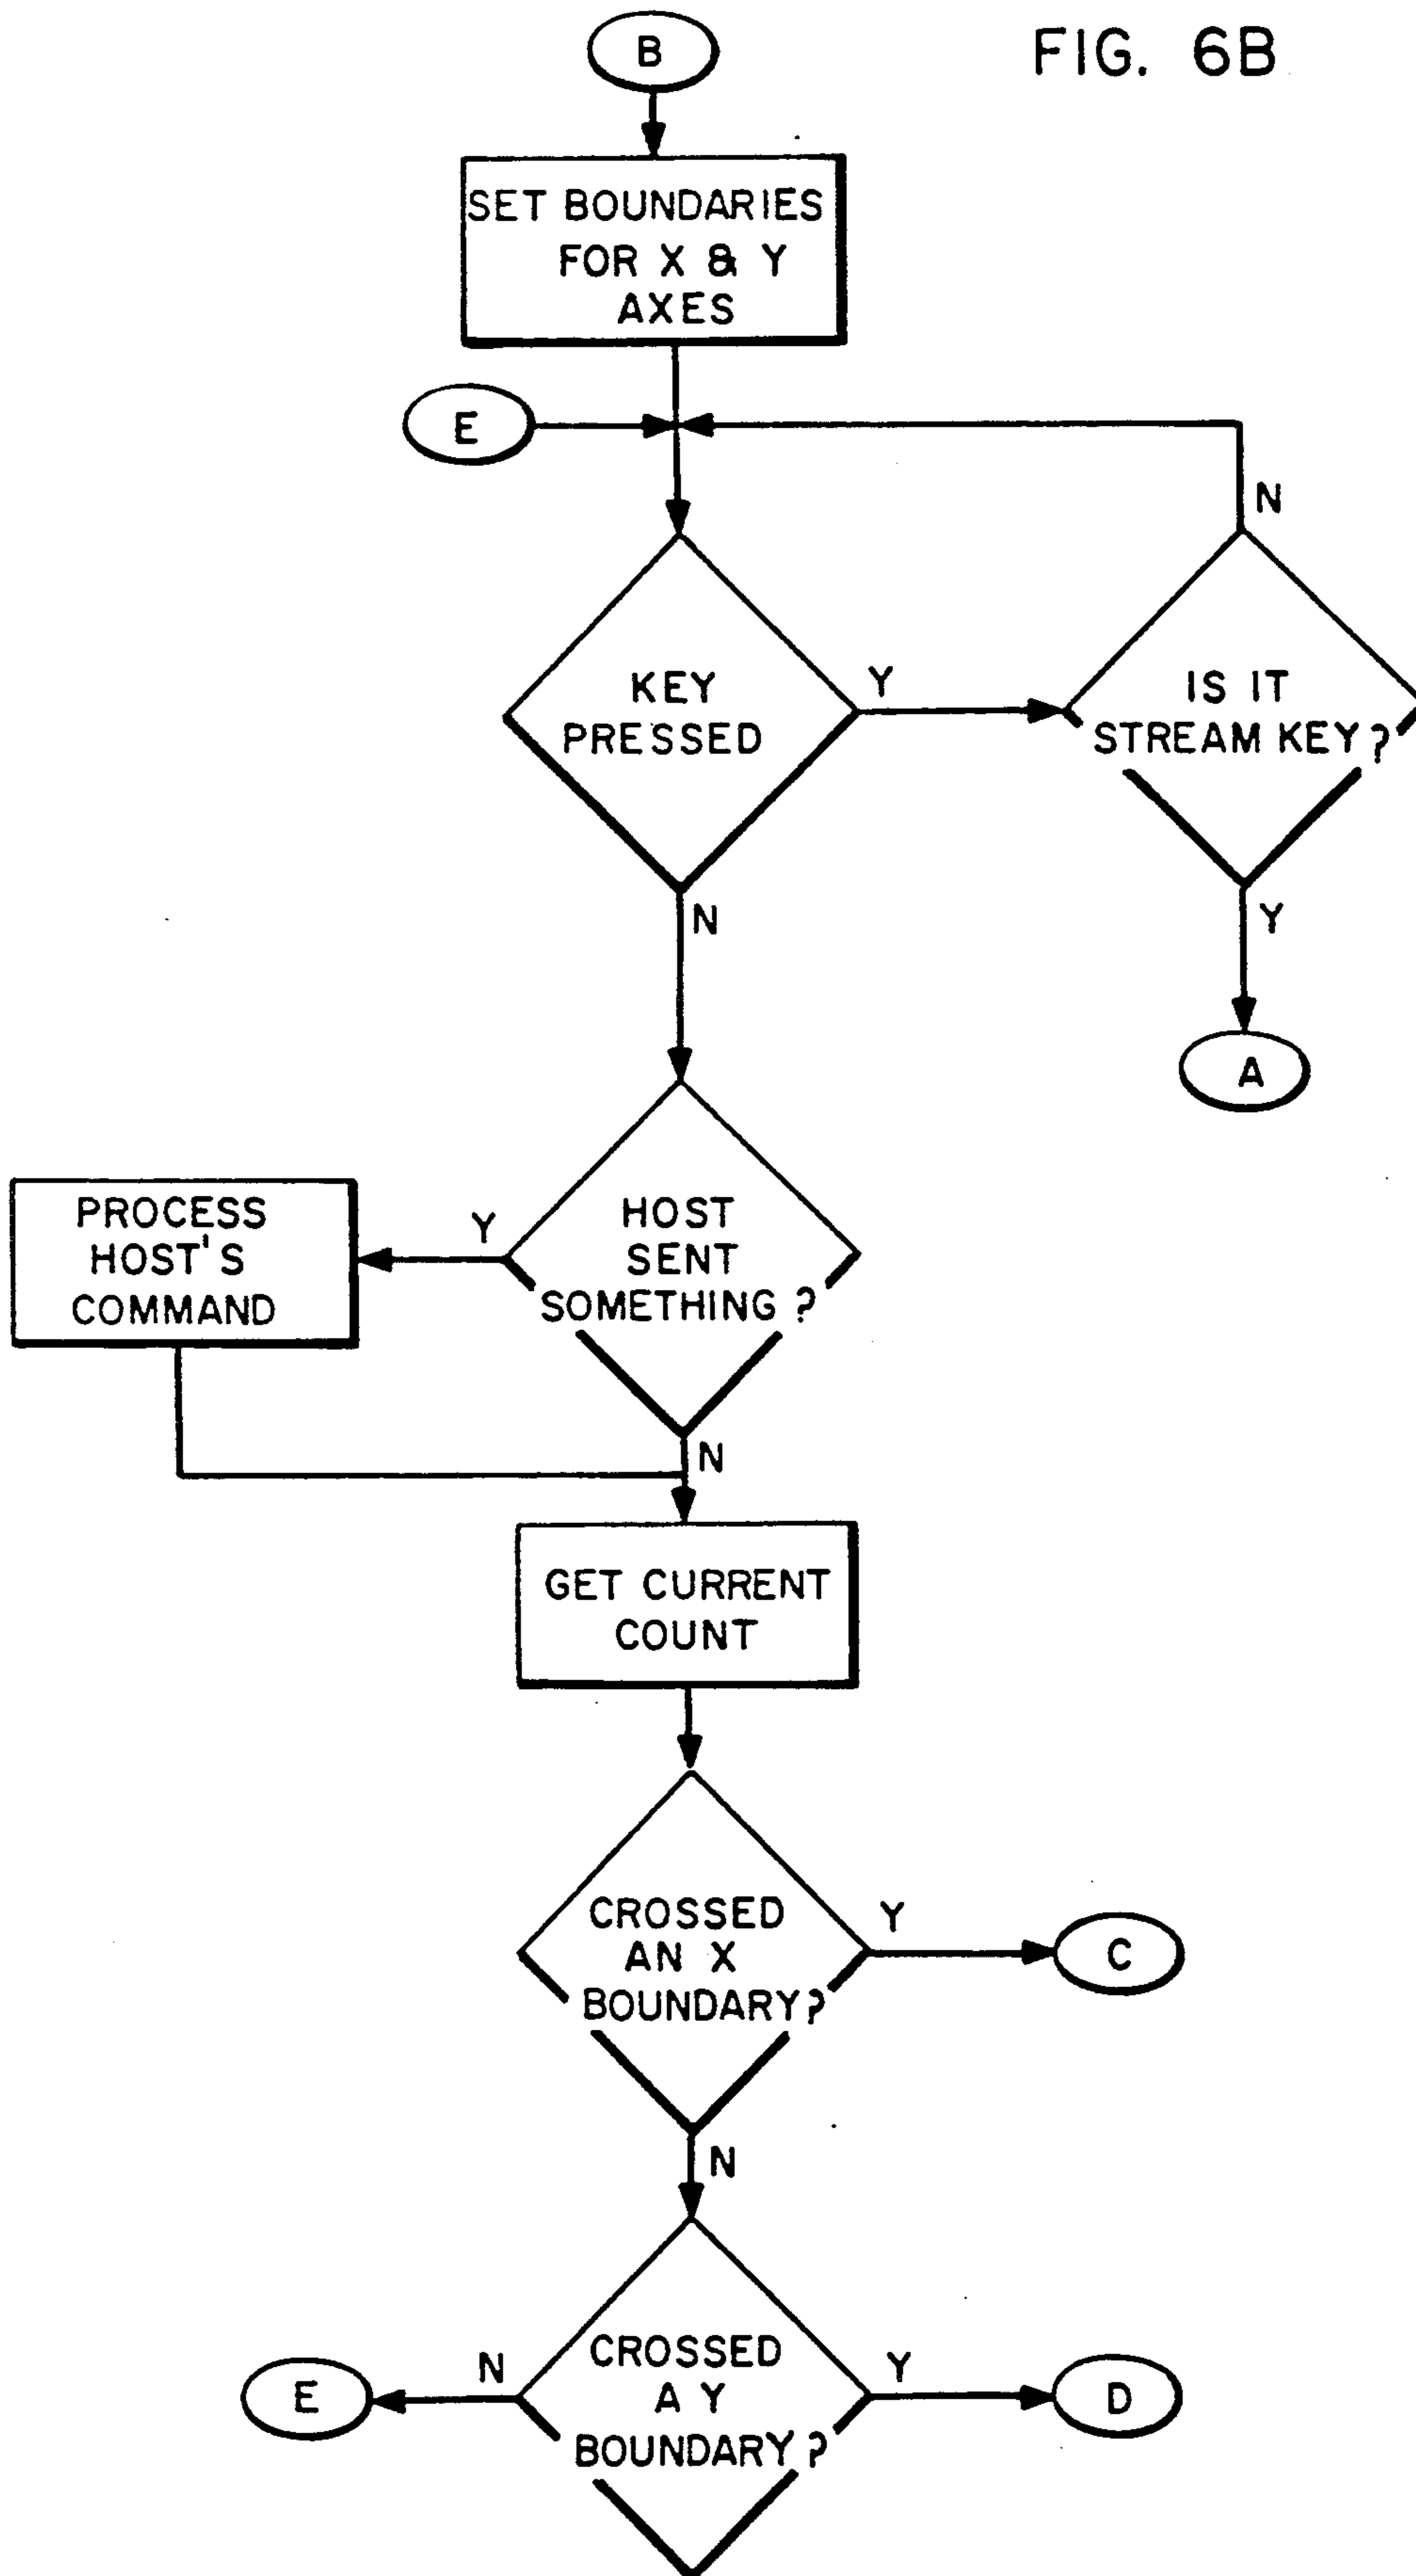 FIG. 6B
B
SET BOUNDARIES
FOR X & Y
AXES
E
N
KEY
PRESSED
Y
IS IT
STREAM KEY?
N
Y
A
PROCESS
HOST'S
COMMAND
Y
HOST
SENT
SOMETHING?
N
GET CURRENT
COUNT
CROSSED
AN X
BOUNDARY?
Y
C
N
E
N
CROSSED
A Y
BOUNDARY?
Y
D